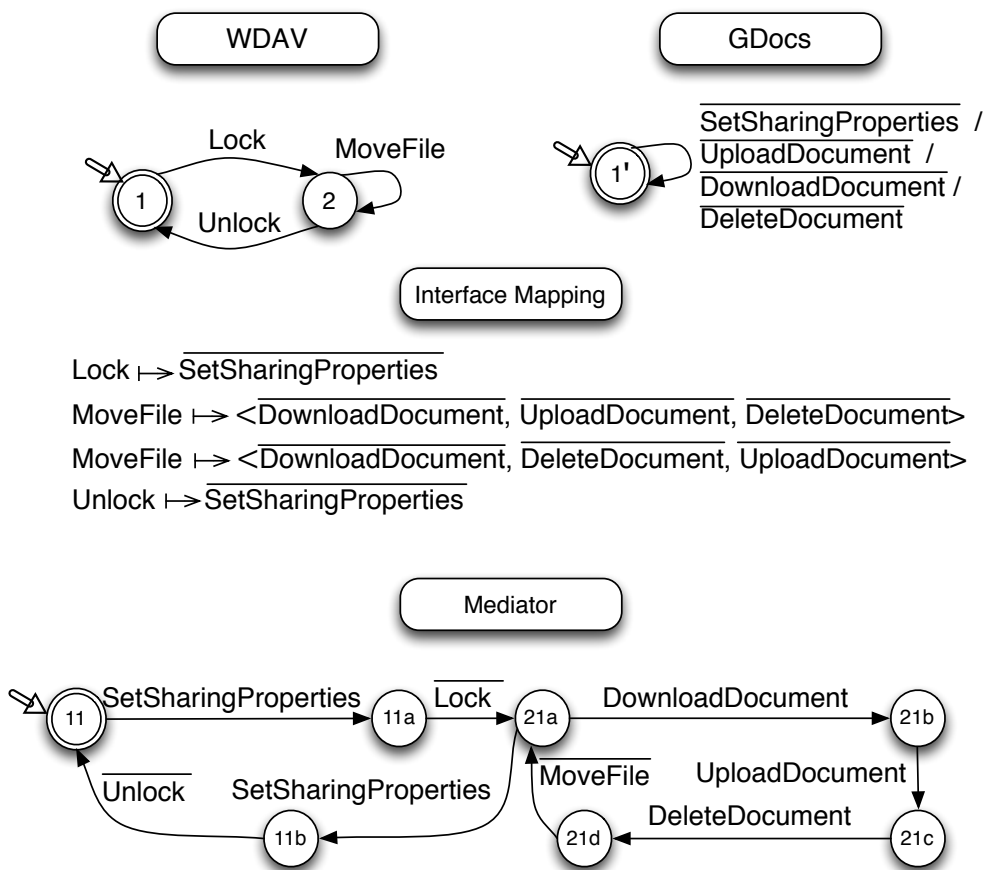 WDAV
GDocs
Lock
MoveFile
1
2
Unlock
1'
SetSharingProperties /
UploadDocument /
DownloadDocument /
DeleteDocument
Interface Mapping
Lock ↦ SetSharingProperties
MoveFile ↦ <DownloadDocument, UploadDocument, DeleteDocument>
MoveFile ↦ <DownloadDocument, DeleteDocument, UploadDocument>
Unlock ↦ SetSharingProperties
Mediator
11
SetSharingProperties
11a
Lock
21a
DownloadDocument
21b
Unlock
SetSharingProperties
MoveFile
UploadDocument
11b
21d
DeleteDocument
21c